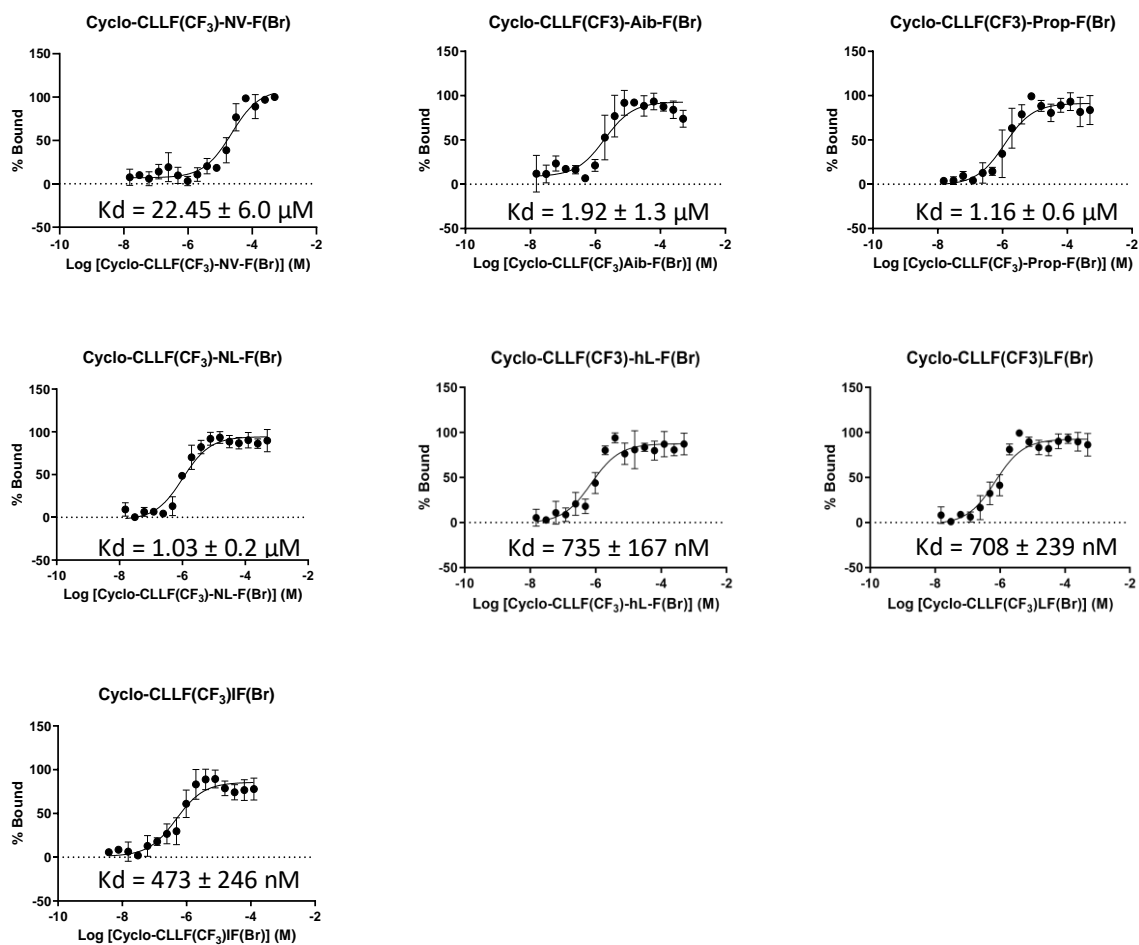 Cyclo-CLLF(CF₃)-NV-F(Br)
150
100
50
0
-50
% Bound
Kd = 22.45 ± 6.0 µM
-10
-8
-6
-4
-2
Log [Cyclo-CLLF(CF₃)-NV-F(Br)] (M)
Cyclo-CLLF(CF3)-Aib-F(Br)
150
100
50
0
-50
% Bound
Kd = 1.92 ± 1.3 µM
-10
-8
-6
-4
-2
Log [Cyclo-CLLF(CF₃)Aib-F(Br)] (M)
Cyclo-CLLF(CF3)-Prop-F(Br)
150
100
50
0
-50
% Bound
Kd = 1.16 ± 0.6 µM
-10
-8
-6
-4
-2
Log [Cyclo-CLLF(CF₃)-Prop-F(Br)] (M)
Cyclo-CLLF(CF₃)-NL-F(Br)
150
100
50
0
-50
% Bound
Kd = 1.03 ± 0.2 µM
-10
-8
-6
-4
-2
Log [Cyclo-CLLF(CF₃)-NL-F(Br)] (M)
Cyclo-CLLF(CF3)-hL-F(Br)
150
100
50
0
-50
% Bound
Kd = 735 ± 167 nM
-10
-8
-6
-4
-2
Log [Cyclo-CLLF(CF₃)-hL-F(Br)] (M)
Cyclo-CLLF(CF3)LF(Br)
150
100
50
0
-50
% Bound
Kd = 708 ± 239 nM
-10
-8
-6
-4
-2
Log [Cyclo-CLLF(CF₃)LF(Br)] (M)
Cyclo-CLLF(CF₃)IF(Br)
150
100
50
0
-50
% Bound
Kd = 473 ± 246 nM
-10
-8
-6
-4
-2
Log [Cyclo-CLLF(CF₃)IF(Br)] (M)